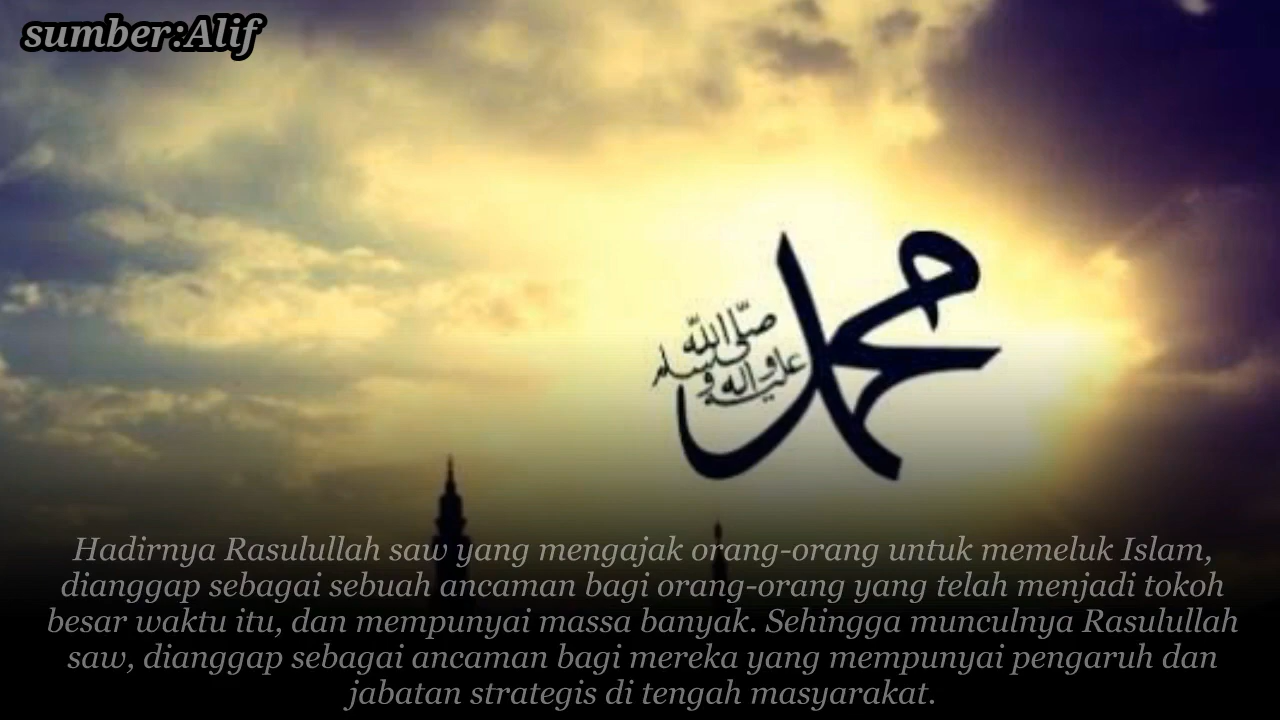 sumber:Alif
محمد
صلى الله
عليه و اله
و سلم
Hadirnya Rasulullah saw yang mengajak orang-orang untuk memeluk Islam,
dianggap sebagai sebuah ancaman bagi orang-orang yang telah menjadi tokoh
besar waktu itu, dan mempunyai massa banyak. Sehingga munculnya Rasulullah
saw, dianggap sebagai ancaman bagi mereka yang mempunyai pengaruh dan
jabatan strategis di tengah masyarakat.